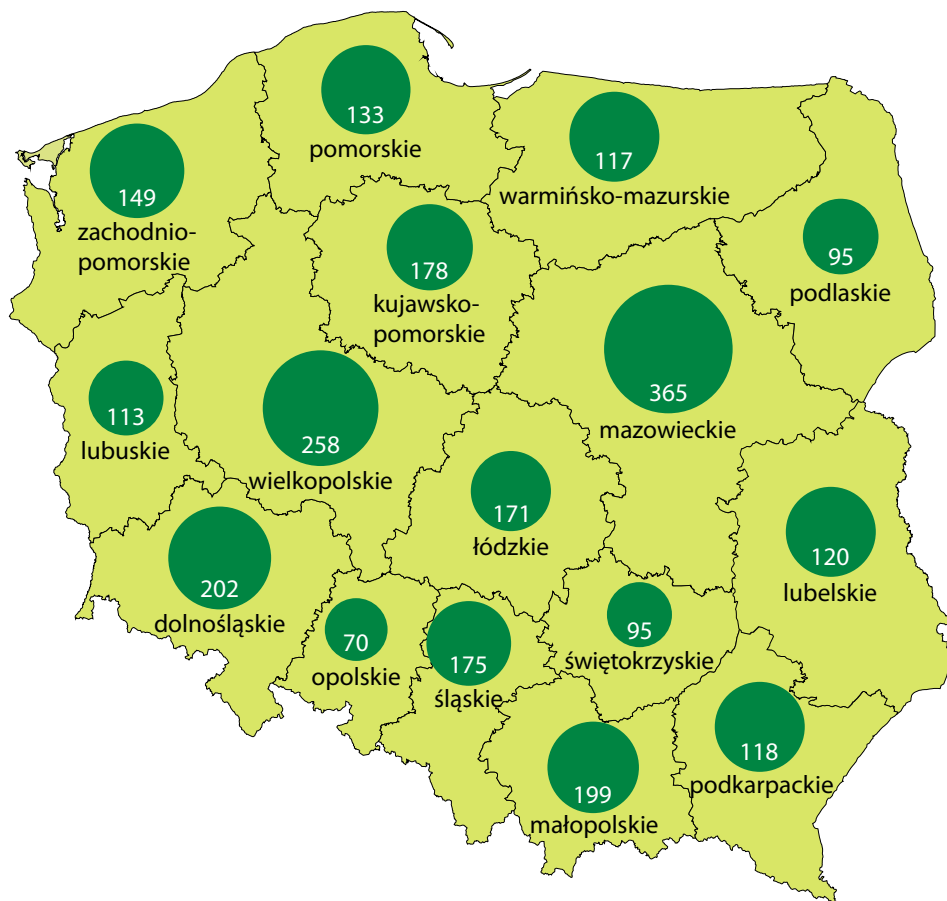 133
pomorskie
117
warmińsko-mazurskie
149
zachodnio-
pomorskie
95
podlaskie
178
kujawsko-
pomorskie
365
mazowieckie
113
lubuskie
258
wielkopolskie
171
łódzkie
120
lubelskie
202
dolnośląskie
70
opolskie
175
śląskie
95
świętokrzyskie
118
podkarpackie
199
małopolskie